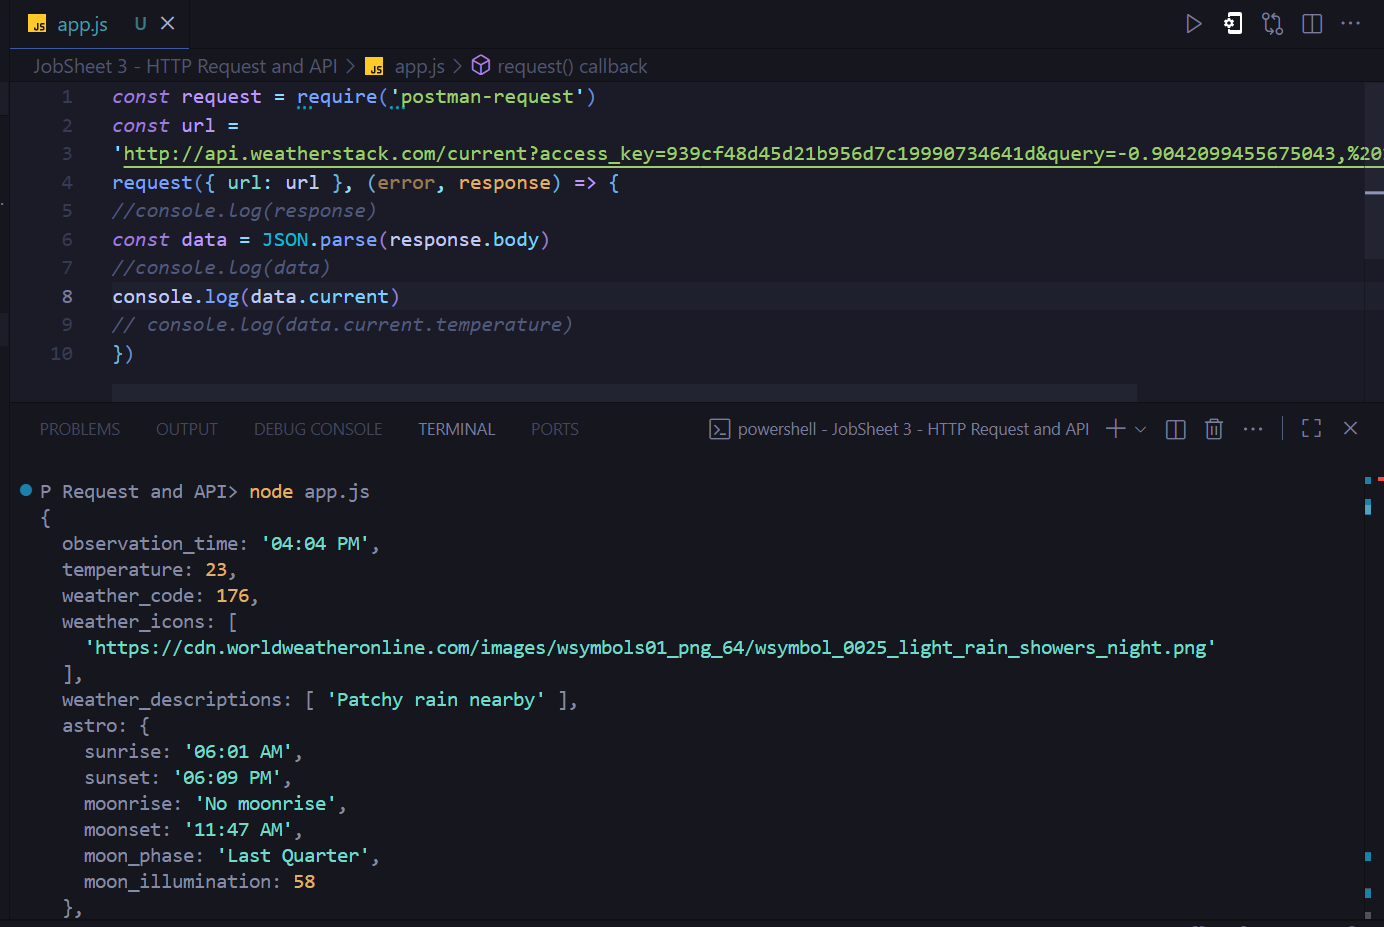 JS app.js U
JobSheet 3 - HTTP Request and API > JS app.js > request() callback
1 const request = require('postman-request')
2 const url =
3 'http://api.weatherstack.com/current?access_key=939cf48d45d21b956d7c19990734641d&query=-0.9042099455675043,%20
4 request({ url: url }, (error, response) => {
5 //console.log(response)
6 const data = JSON.parse(response.body)
7 //console.log(data)
8 console.log(data.current)
9 // console.log(data.current.temperature)
10 })
PROBLEMS OUTPUT DEBUG CONSOLE TERMINAL PORTS powershell - JobSheet 3 - HTTP Request and API
P Request and API> node app.js
{
observation_time: '04:04 PM',
temperature: 23,
weather_code: 176,
weather_icons: [
'https://cdn.worldweatheronline.com/images/wsymbols01_png_64/wsymbol_0025_light_rain_showers_night.png'
],
weather_descriptions: [ 'Patchy rain nearby' ],
astro: {
sunrise: '06:01 AM',
sunset: '06:09 PM',
moonrise: 'No moonrise',
moonset: '11:47 AM',
moon_phase: 'Last Quarter',
moon_illumination: 58
},